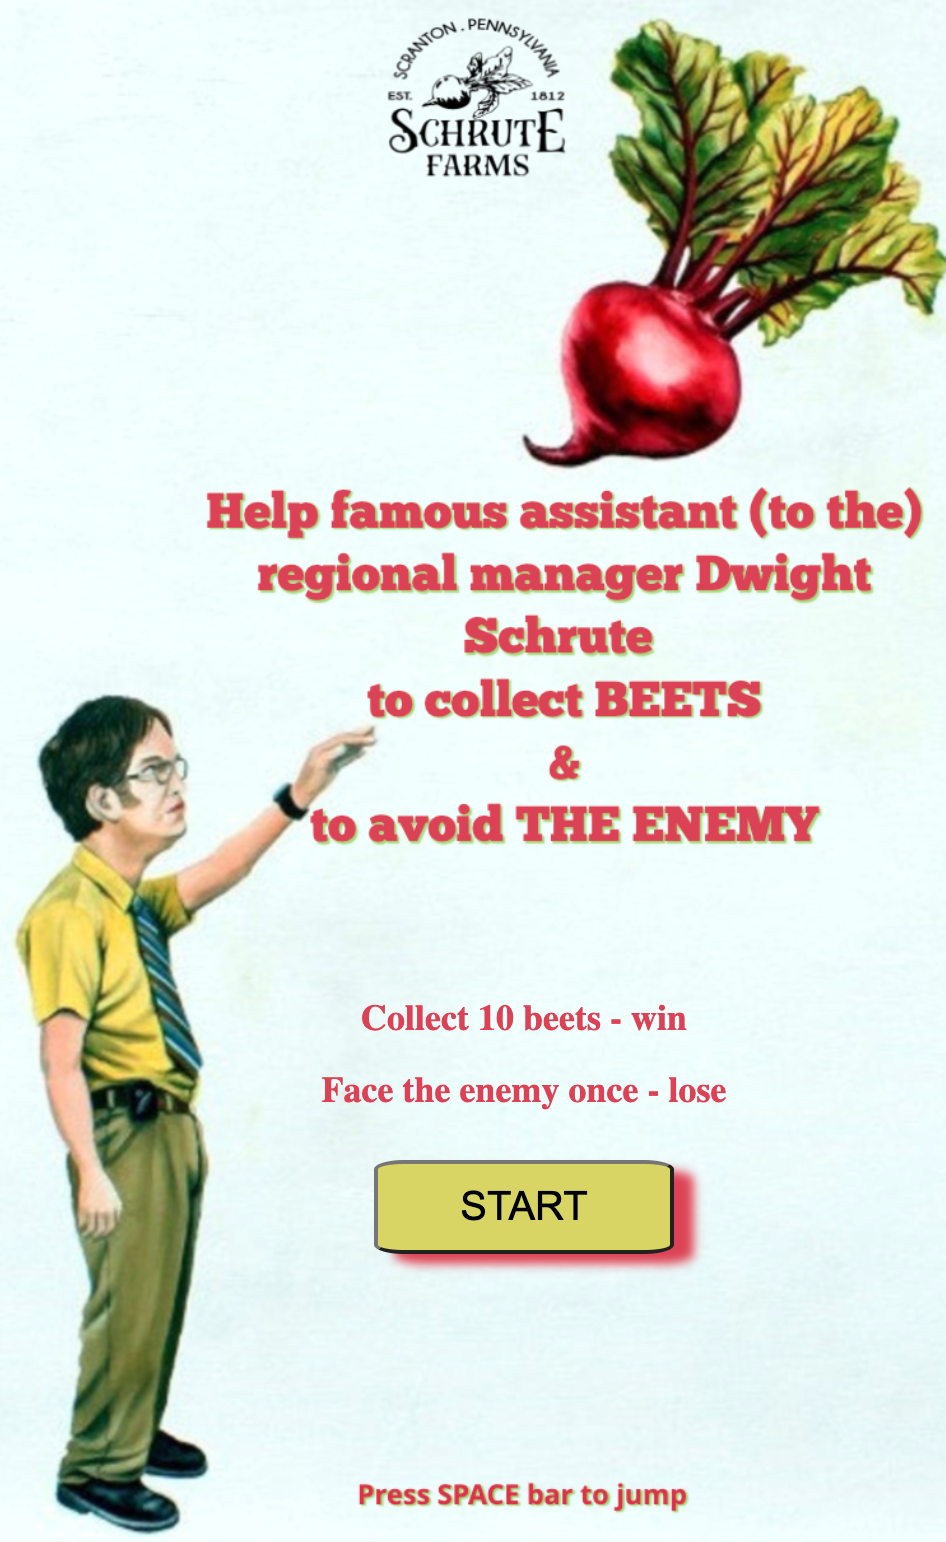 SCRANTON . PENNSYLVANIA
EST. 1812
SCHRUTE
FARMS
Help famous assistant (to the)
regional manager Dwight
Schrute
to collect BEETS
&
to avoid THE ENEMY
Collect 10 beets - win
Face the enemy once - lose
START
Press SPACE bar to jump